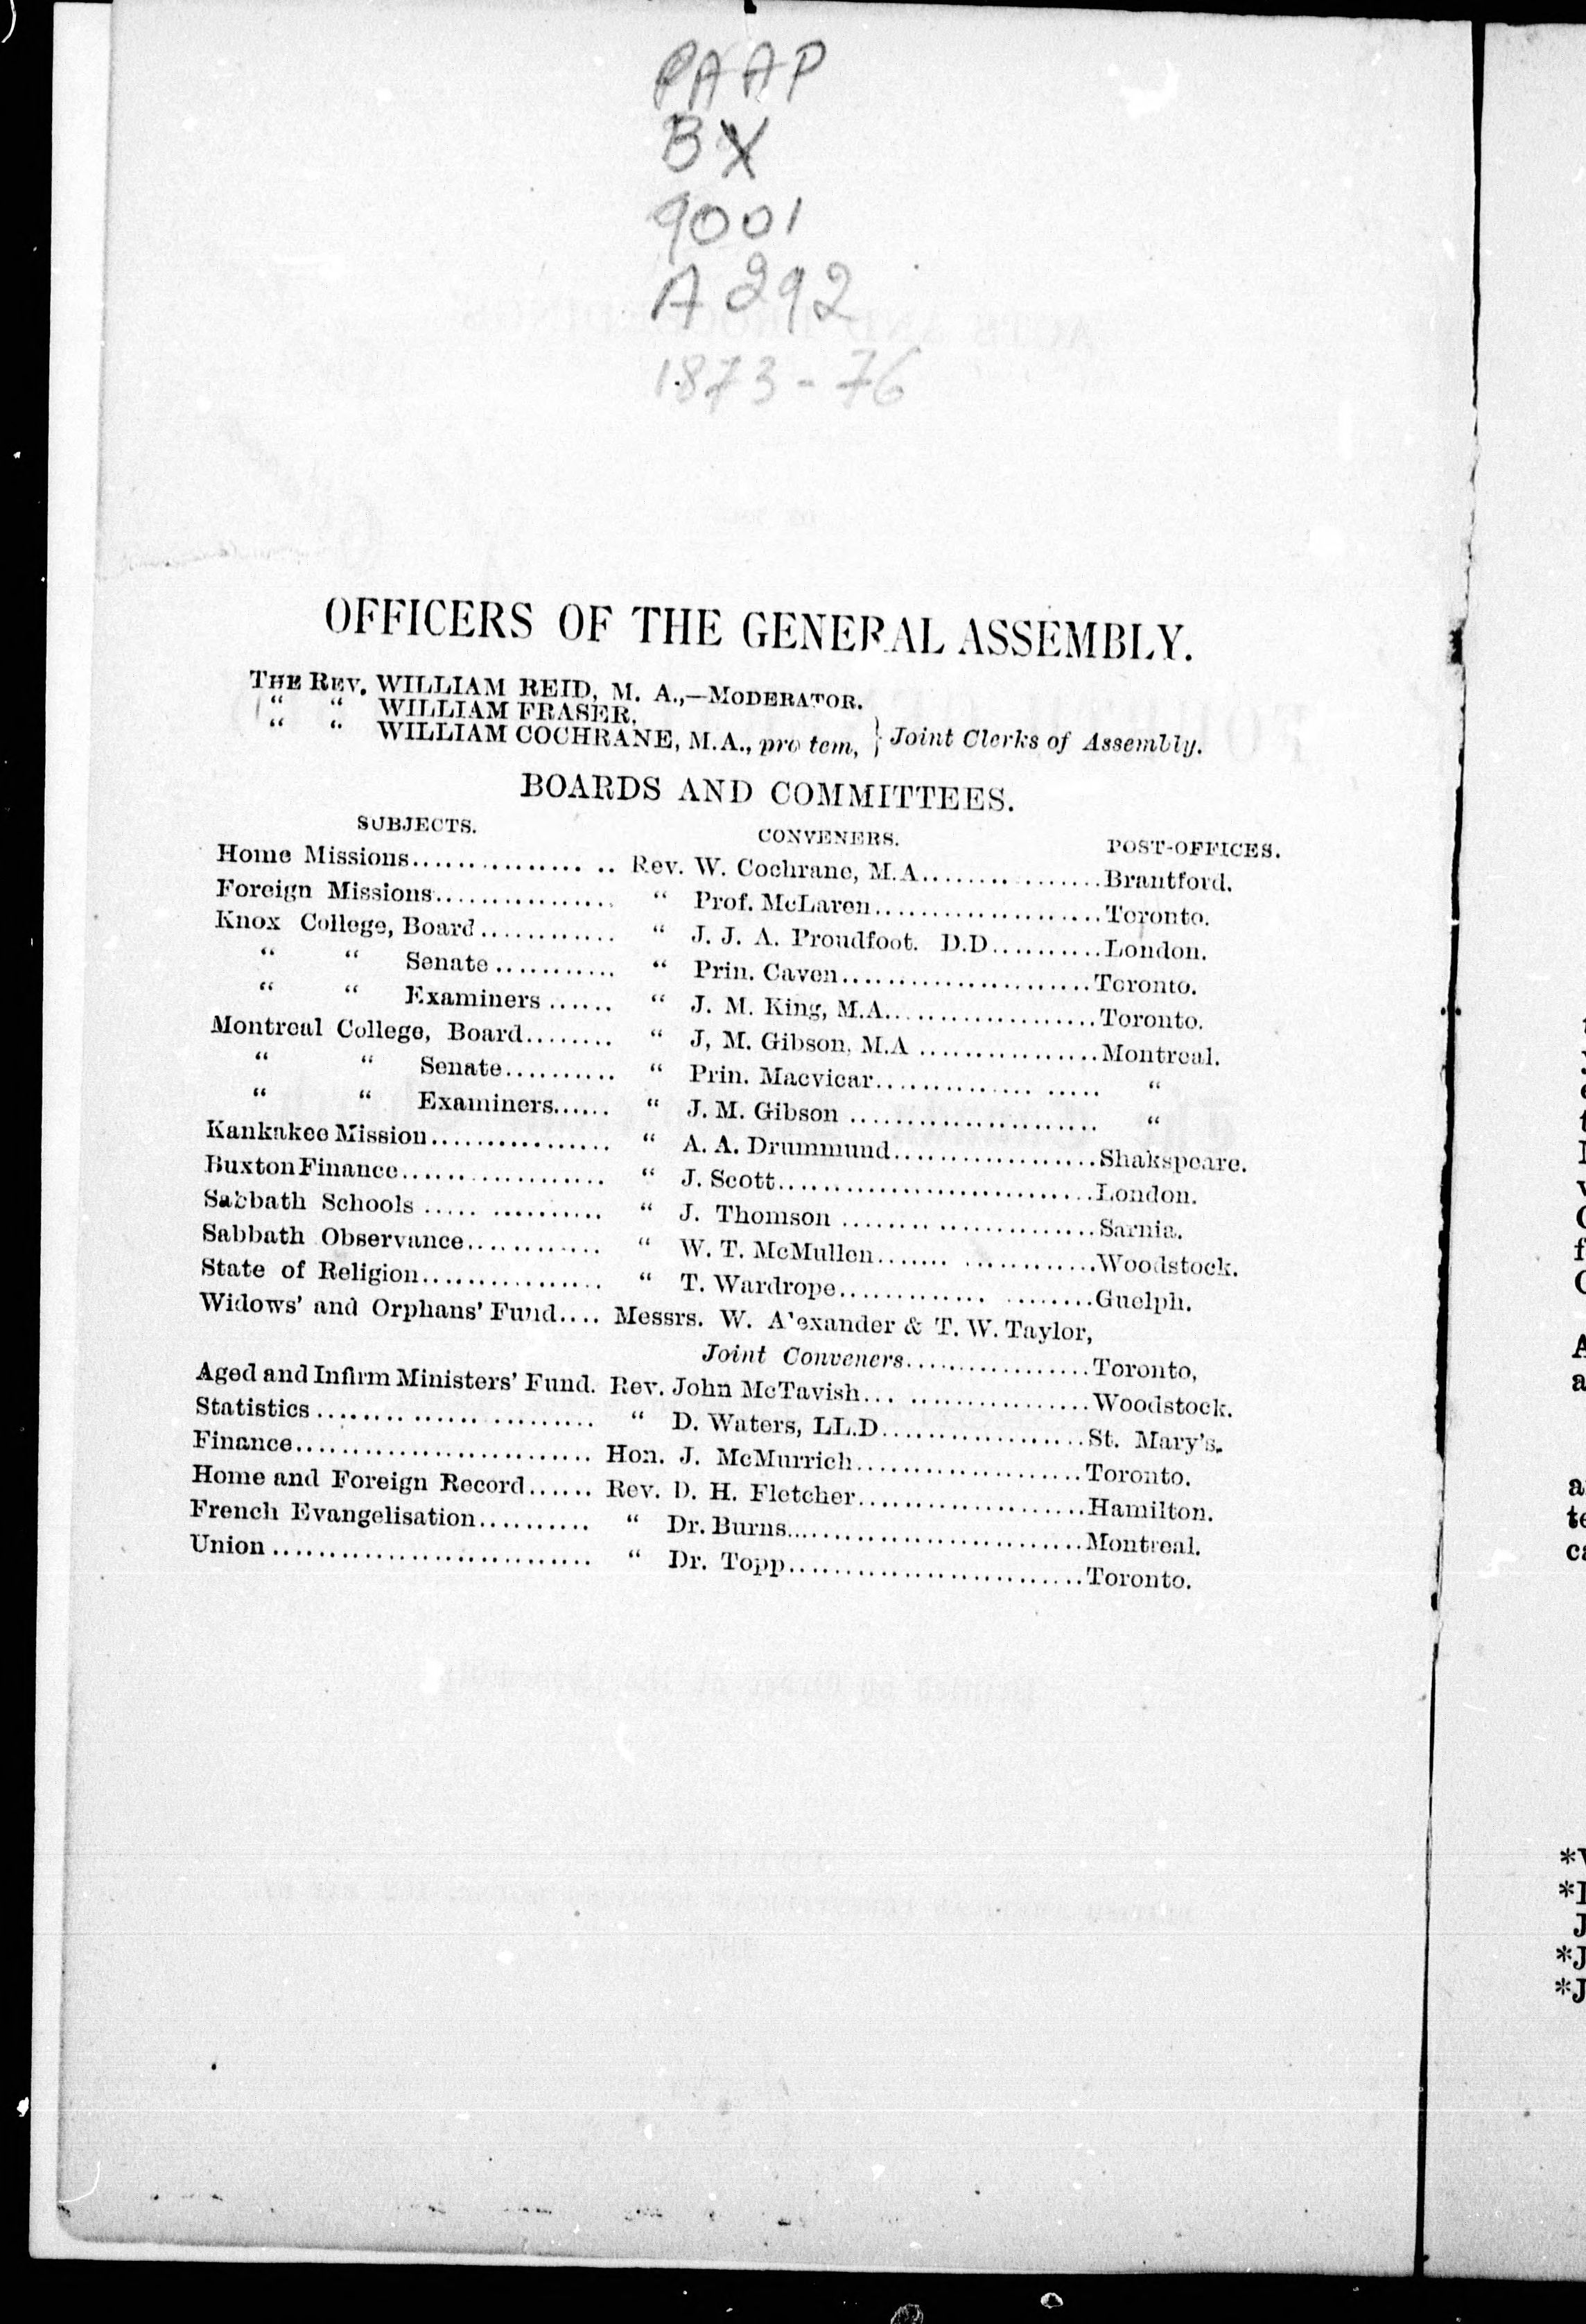 PAAP
BX
9001
A292
1873-76
OFFICERS OF THE GENERAL ASSEMBLY.
THE REV. WILLIAM REID, M. A.,—MODERATOR.
“ “ WILLIAM FRASER,
“ “ WILLIAM COCHRANE, M.A., pro tem, } Joint Clerks of Assembly.
BOARDS AND COMMITTEES.
SUBJECTS. CONVENERS. POST-OFFICES.
Home Missions.................. Rev. W. Cochrane, M.A................Brantford.
Foreign Missions................ “ Prof. McLaren....................Toronto.
Knox College, Board............ “ J. J. A. Proudfoot. D.D..........London.
“ “ Senate........... “ Prin. Caven......................Toronto.
“ “ Examiners...... “ J. M. King, M.A...................Toronto.
Montreal College, Board........ “ J, M. Gibson, M.A................Montreal.
“ “ Senate.......... “ Prin. Macvicar................... “
“ “ Examiners...... “ J. M. Gibson...................... “
Kankakee Mission................ “ A. A. Drummund..................Shakspeare.
Buxton Finance.................. “ J. Scott............................London.
Sabbath Schools............... “ J. Thomson.......................Sarnia.
Sabbath Observance............ “ W. T. McMullen...................Woodstock.
State of Religion................ “ T. Wardrope.....................Guelph.
Widows' and Orphans' Fund.... Messrs. W. Alexander & T. W. Taylor,
Joint Conveners................Toronto,
Aged and Infirm Ministers' Fund. Rev. John McTavish...................Woodstock.
Statistics........................ “ D. Waters, LL.D..................St. Mary's.
Finance.......................... Hon. J. McMurrich....................Toronto.
Home and Foreign Record...... Rev. D. H. Fletcher....................Hamilton.
French Evangelisation.......... “ Dr. Burns..........................Montreal.
Union............................ “ Dr. Topp..........................Toronto.